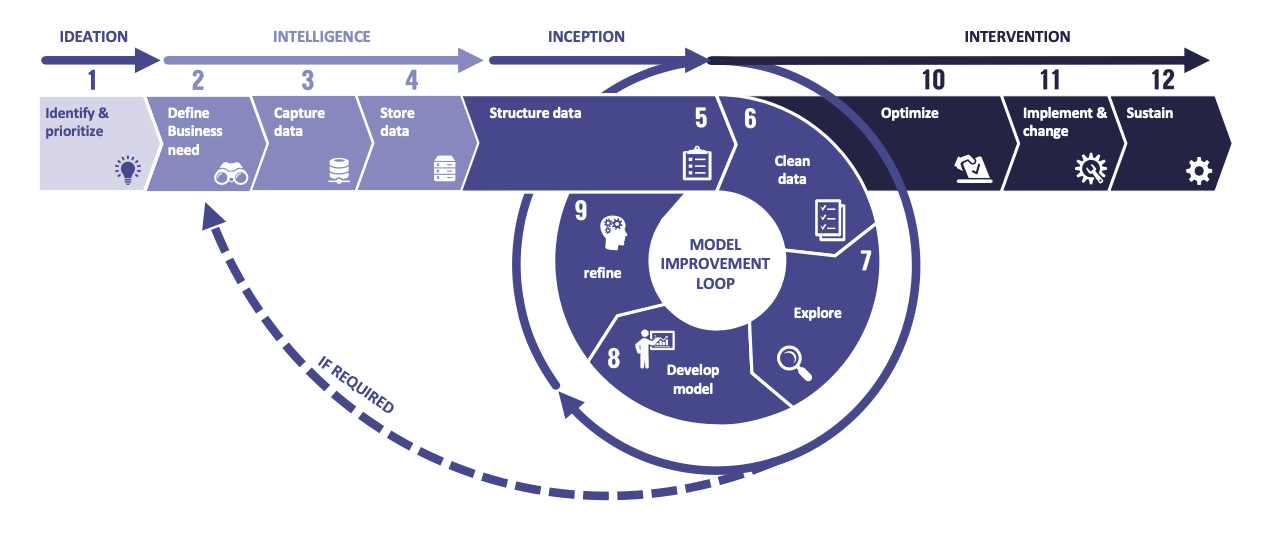 IDEATION
INTELLIGENCE
INCEPTION
INTERVENTION
1
2
3
4
10
11
12
Identify &
prioritize
Define
Business
need
Capture
data
Store
data
Structure data
5
6
Clean
data
Optimize
Implement &
change
Sustain
9
refine
MODEL
IMPROVEMENT
LOOP
7
Explore
8
Develop
model
IF REQUIRED